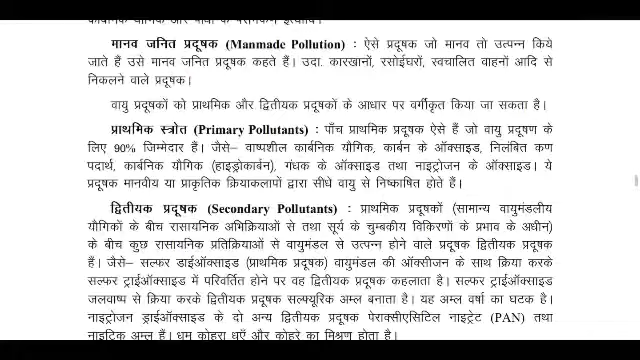 कार्बनिक यौगिक और पौधों के परागकण इत्यादि।
मानव जनित प्रदूषक (Manmade Pollution) : ऐसे प्रदूषक जो मानव तो उत्पन्न किये
जाते हैं उसे मानव जनित प्रदूषक कहते हैं। उदा. कारखानों, रसोईघरों, स्वचालित वाहनों आदि से
निकलने वाले प्रदूषक।
वायु प्रदूषकों को प्राथमिक और द्वितीयक प्रदूषकों के आधार पर वर्गीकृत किया जा सकता है।
प्राथमिक स्त्रोत (Primary Pollutants) : पाँच प्राथमिक प्रदूषक ऐसे हैं जो वायु प्रदूषण के
लिए 90% जिम्मेदार हैं। जैसे– वाष्पशील कार्बनिक यौगिक, कार्बन के ऑक्साइड, निलंबित कण
पदार्थ, कार्बनिक यौगिक (हाइड्रोकार्बन), गंधक के ऑक्साइड तथा नाइट्रोजन के ऑक्साइड। ये
प्रदूषक मानवीय या प्राकृतिक क्रियाकलापों द्वारा सीधे वायु से निष्काषित होते हैं।
द्वितीयक प्रदूषक (Secondary Pollutants) : प्राथमिक प्रदूषकों (सामान्य वायुमंडलीय
यौगिकों के बीच रासायनिक अभिक्रियाओं से तथा सूर्य के चुम्बकीय विकिरणों के प्रभाव के अधीन)
के बीच कुछ रासायनिक प्रतिक्रियाओं से वायुमंडल से उत्पन्न होने वाले प्रदूषक द्वितीयक प्रदूषक
हैं। जैसे– सल्फर डाईऑक्साइड (प्राथमिक प्रदूषक) वायुमंडल की ऑक्सीजन के साथ क्रिया करके
सल्फर ट्राईऑक्साइड में परिवर्तित होने पर वह द्वितीयक प्रदूषक कहलाता है। सल्फर ट्राईऑक्साइड
जलवाष्प से क्रिया करके द्वितीयक प्रदूषक सल्फ्यूरिक अम्ल बनाता है। यह अम्ल वर्षा का घटक है।
नाइट्रोजन ड्राईऑक्साइड के दो अन्य द्वितीयक प्रदूषक पेराक्सीएसिटिल नाइट्रेट (PAN) तथा
नाइटिक अम्ल हैं। धूम कोहरा धुएँ और कोहरे का मिश्रण होता है।